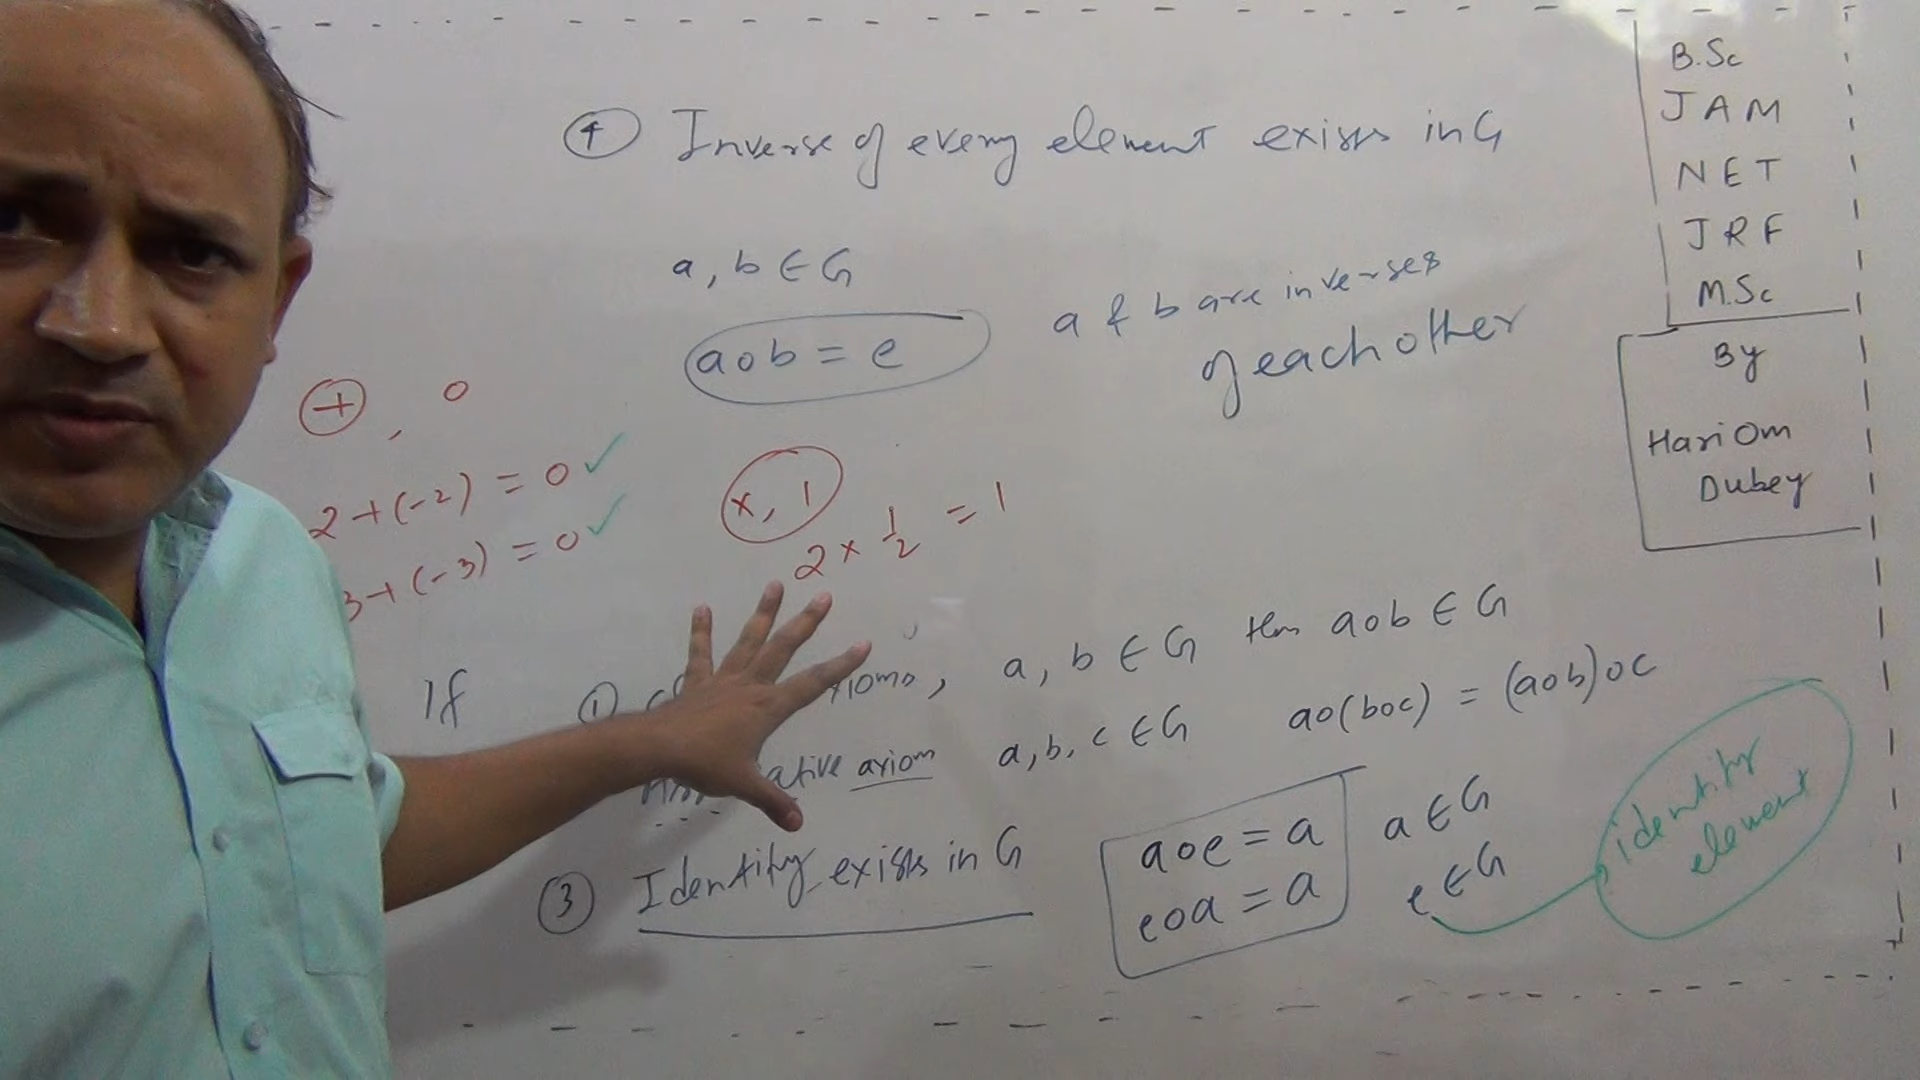 ④ Inverse of every element exists in G
a, b ∈ G
aob = e
a & b are inverses
of each other
+, 0
2+(-2) = 0 ✓
3+(-3) = 0 ✓
x, 1
2 x 1/2 = 1
If ① , a, b ∈ G then aob ∈ G
axiom a, b, c ∈ G ao(boc) = (aob)oc
③ Identity exists in G
aoe = a
eoa = a
a ∈ G
e ∈ G
identity
element
B.Sc
JAM
NET
JRF
M.Sc
By
Hari Om
Dubey